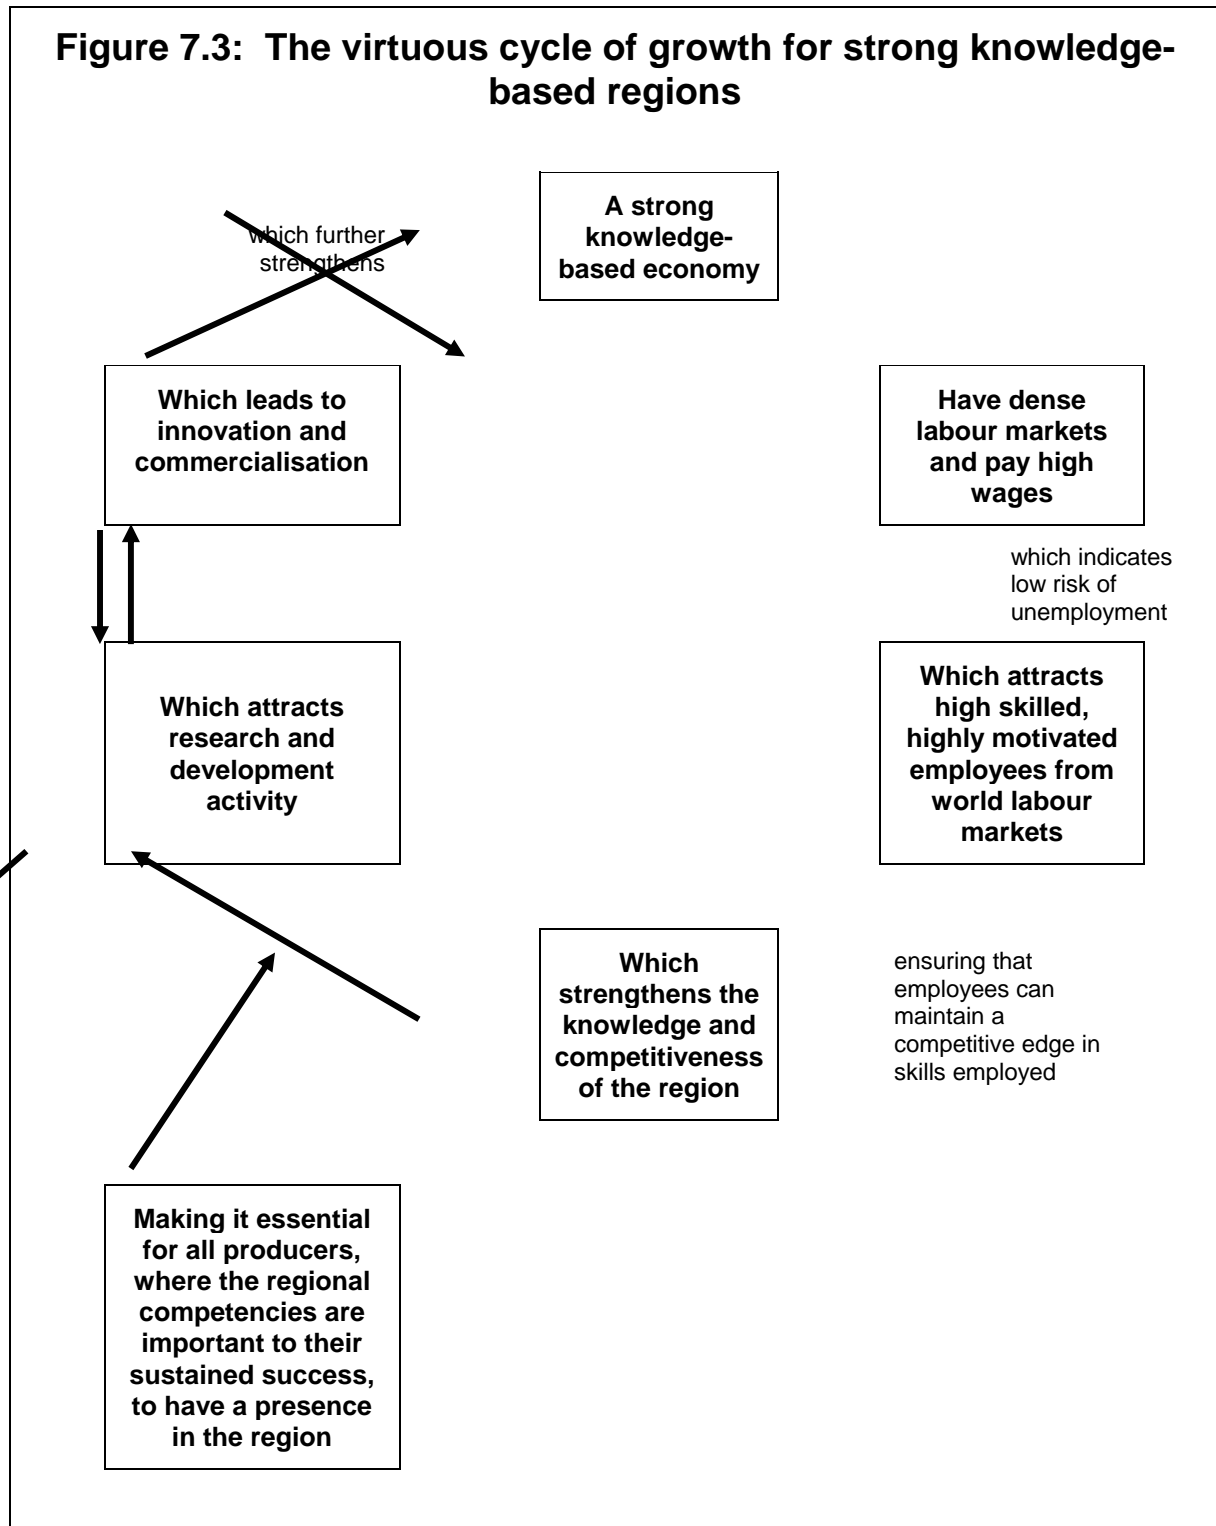 Figure 7.3: The virtuous cycle of growth for strong knowledge-
based regions
which further
strengthens
A strong
knowledge-
based economy
Which leads to
innovation and
commercialisation
Have dense
labour markets
and pay high
wages
which indicates
low risk of
unemployment
Which attracts
research and
development
activity
Which attracts
high skilled,
highly motivated
employees from
world labour
markets
Which
strengthens the
knowledge and
competitiveness
of the region
ensuring that
employees can
maintain a
competitive edge in
skills employed
Making it essential
for all producers,
where the regional
competencies are
important to their
sustained success,
to have a presence
in the region